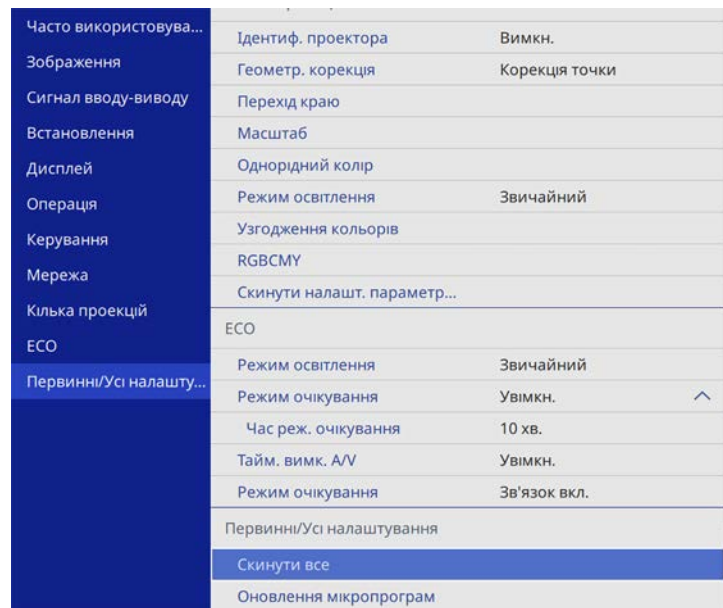 Часто використовува...
Зображення
Сигнал вводу-виводу
Встановлення
Дисплей
Операція
Керування
Мережа
Кілька проекцій
ECO
Первинні/Усі налашту...
Ідентиф. проектора Вимкн.
Геометр. корекція Корекція точки
Перехід краю
Масштаб
Однорідний колір
Режим освітлення Звичайний
Узгодження кольорів
RGBCMY
Скинути налашт. параметр...
ECO
Режим освітлення Звичайний
Режим очікування Увімкн.
Час реж. очікування 10 хв.
Тайм. вимк. A/V Увімкн.
Режим очікування Зв'язок вкл.
Первинні/Усі налаштування
Скинути все
Оновлення мікропрограм